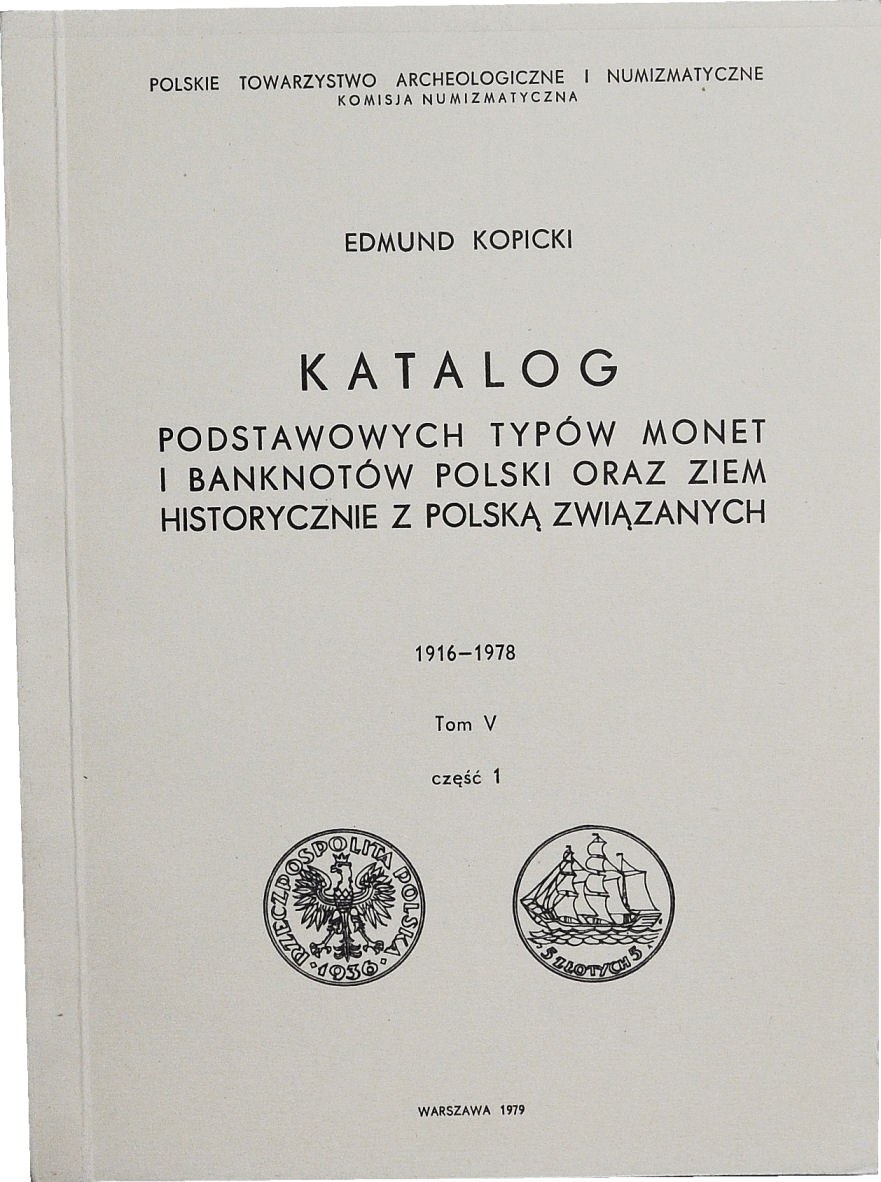 POLSKIE TOWARZYSTWO ARCHEOLOGICZNE I NUMIZMATYCZNE
KOMISJA NUMIZMATYCZNA
EDMUND KOPICKI
KATALOG
PODSTAWOWYCH TYPÓW MONET
I BANKNOTÓW POLSKI ORAZ ZIEM
HISTORYCZNIE Z POLSKĄ ZWIĄZANYCH
1916–1978
Tom V
część 1
RZECZPOSPOLITA POLSKA
·1936·
5 ZŁOTYCH 5
WARSZAWA 1979